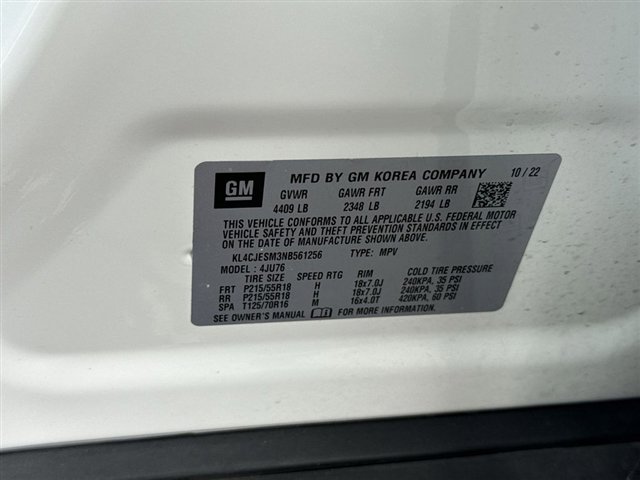 GM MFD BY GM KOREA COMPANY 10/22
GVWR GAWR FRT GAWR RR
4409 LB 2348 LB 2194 LB
THIS VEHICLE CONFORMS TO ALL APPLICABLE U.S. FEDERAL MOTOR
VEHICLE SAFETY AND THEFT PREVENTION STANDARDS IN EFFECT
ON THE DATE OF MANUFACTURE SHOWN ABOVE.
KL4CJESM3NB561256 TYPE: MPV
MODEL: 4JU76
TIRE SIZE SPEED RTG RIM COLD TIRE PRESSURE
FRT P215/55R18 H 18x7.0J 240KPA, 35 PSI
RR P215/55R18 H 18x7.0J 240KPA, 35 PSI
SPA T125/70R16 M 16x4.0T 420KPA, 60 PSI
SEE OWNER'S MANUAL FOR MORE INFORMATION.